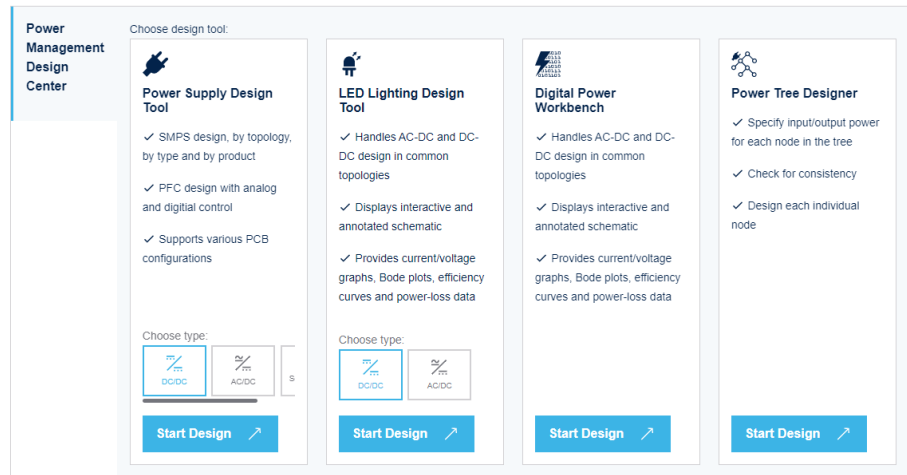 Power
Management
Design
Center
Choose design tool:
Power Supply Design
Tool
✓ SMPS design, by topology,
by type and by product
✓ PFC design with analog
and digitial control
✓ Supports various PCB
configurations
Choose type:
DC/DC
AC/DC
S
Start Design
LED Lighting Design
Tool
✓ Handles AC-DC and DC-
DC design in common
topologies
✓ Displays interactive and
annotated schematic
✓ Provides current/voltage
graphs, Bode plots, efficiency
curves and power-loss data
Choose type:
DC/DC
AC/DC
Start Design
Digital Power
Workbench
✓ Handles AC-DC and DC-
DC design in common
topologies
✓ Displays interactive and
annotated schematic
✓ Provides current/voltage
graphs, Bode plots, efficiency
curves and power-loss data
Start Design
Power Tree Designer
✓ Specify input/output power
for each node in the tree
✓ Check for consistency
✓ Design each individual
node
Start Design